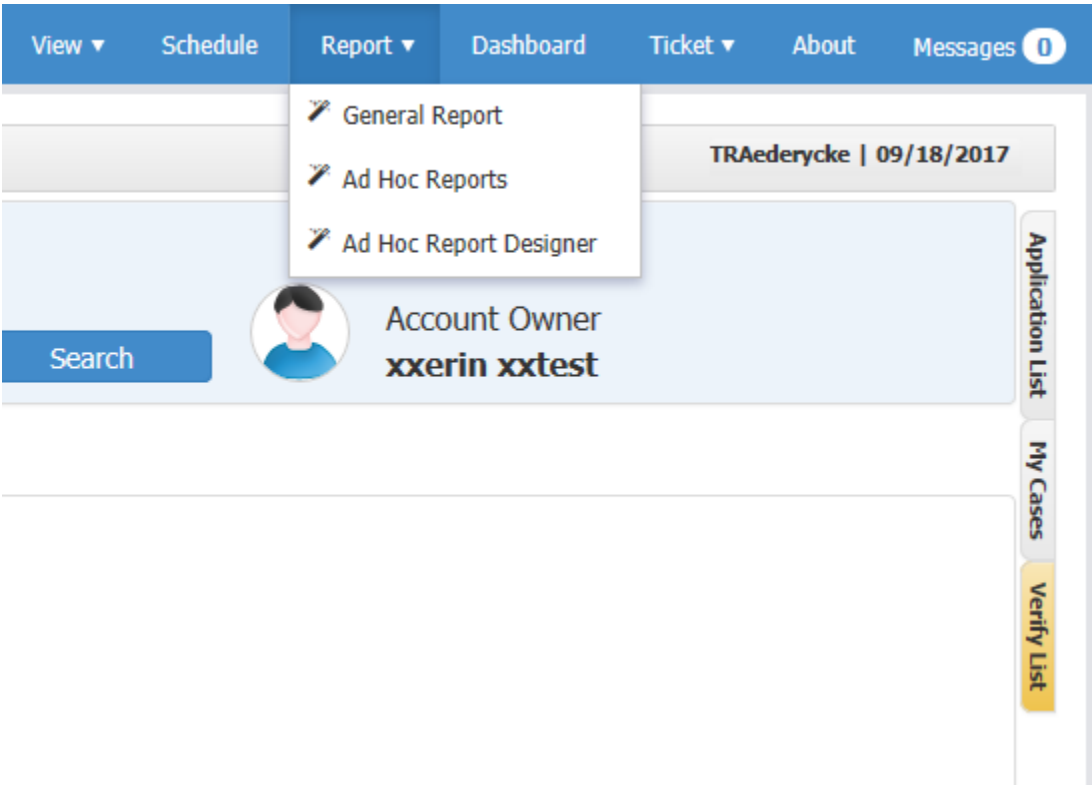 View ▼ Schedule Report ▼ Dashboard Ticket ▼ About Messages 0
General Report
Ad Hoc Reports
Ad Hoc Report Designer
TRAederycke | 09/18/2017
Search
Account Owner
xxerin xxtest
Application List
My Cases
Verify List